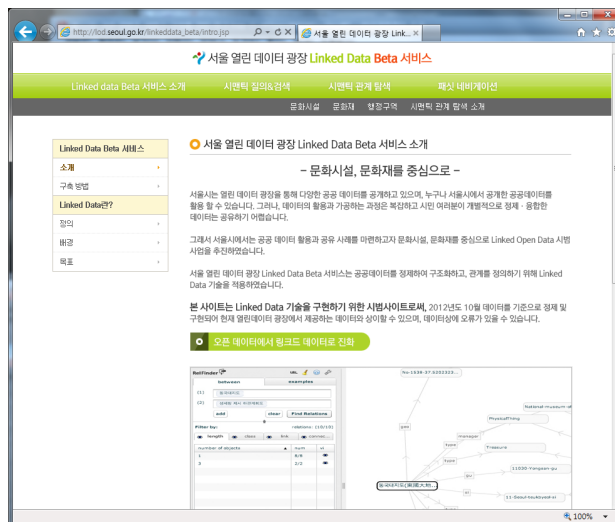 http://lod.seoul.go.kr/linkeddata_beta/intro.jsp
서울 열린 데이터 광장 Link...
서울 열린 데이터 광장 Linked Data Beta 서비스
Linked data Beta 서비스 소개 시맨틱 질의&검색 시맨틱 관계 탐색 패싯 네비게이션
문화시설 문화재 행정구역 시맨틱 관계 탐색 소개
Linked Data Beta 서비스
소개
구축 방법
Linked Data란?
정의
배경
목표
서울 열린 데이터 광장 Linked Data Beta 서비스 소개
– 문화시설, 문화재를 중심으로 –
서울시는 열린 데이터 광장을 통해 다양한 공공 데이터를 공개하고 있으며, 누구나 서울시에서 공개한 공공데이터를
활용 할 수 있습니다. 그러나, 데이터의 활용과 가공하는 과정은 복잡하고 시민 여러분이 개별적으로 정제 · 융합한
데이터는 공유하기 어렵습니다.
그래서 서울시에서는 공공 데이터 활용과 공유 사례를 마련하고자 문화시설, 문화재를 중심으로 Linked Open Data 시범
사업을 추진하였습니다.
서울 열린 데이터 광장 Linked Data Beta 서비스는 공공데이터를 정제하여 구조화하고, 관계를 정의하기 위해 Linked
Data 기술을 적용하였습니다.
본 사이트는 Linked Data 기술을 구현하기 위한 시범사이트로써, 2012년도 10월 데이터를 기준으로 정제 및
구현되어 현재 열린데이터 광장에서 제공하는 데이터와 상이할 수 있으며, 데이터상에 오류가 있을 수 있습니다.
오픈 데이터에서 링크드 데이터로 진화
RelFinder URL
between examples
[1] 동국대지도
[2]
add clear Find Relations
Filter by:
length class link connec...
number of objects num vi
1
3 2/2
geo
National-museum-of
PhysicalThing
manager
type
Treasure
type
11030-Yongsan-gu
gu
si
100%